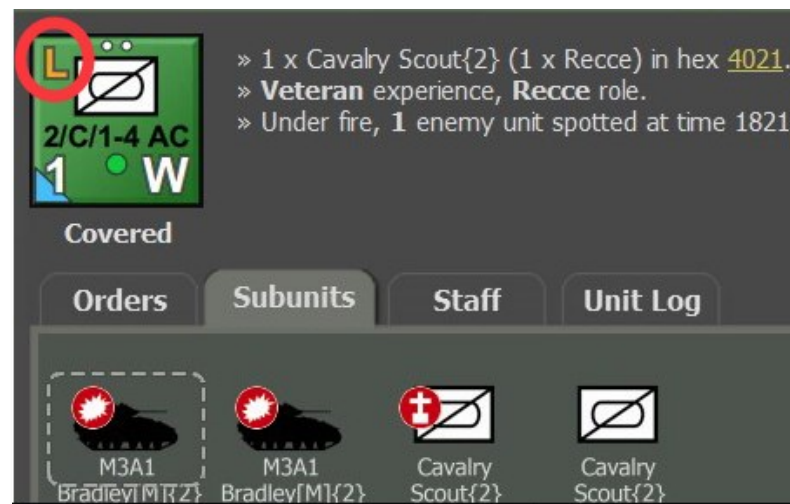 L
» 1 x Cavalry Scout{2} (1 x Recce) in hex 4021.
» Veteran experience, Recce role.
» Under fire, 1 enemy unit spotted at time 1821
2/C/1-4 AC
1 W
Covered
Orders Subunits Staff Unit Log
M3A1 M3A1 Cavalry Cavalry
Bradley[M]{2} Bradley[M]{2} Scout{2} Scout{2}